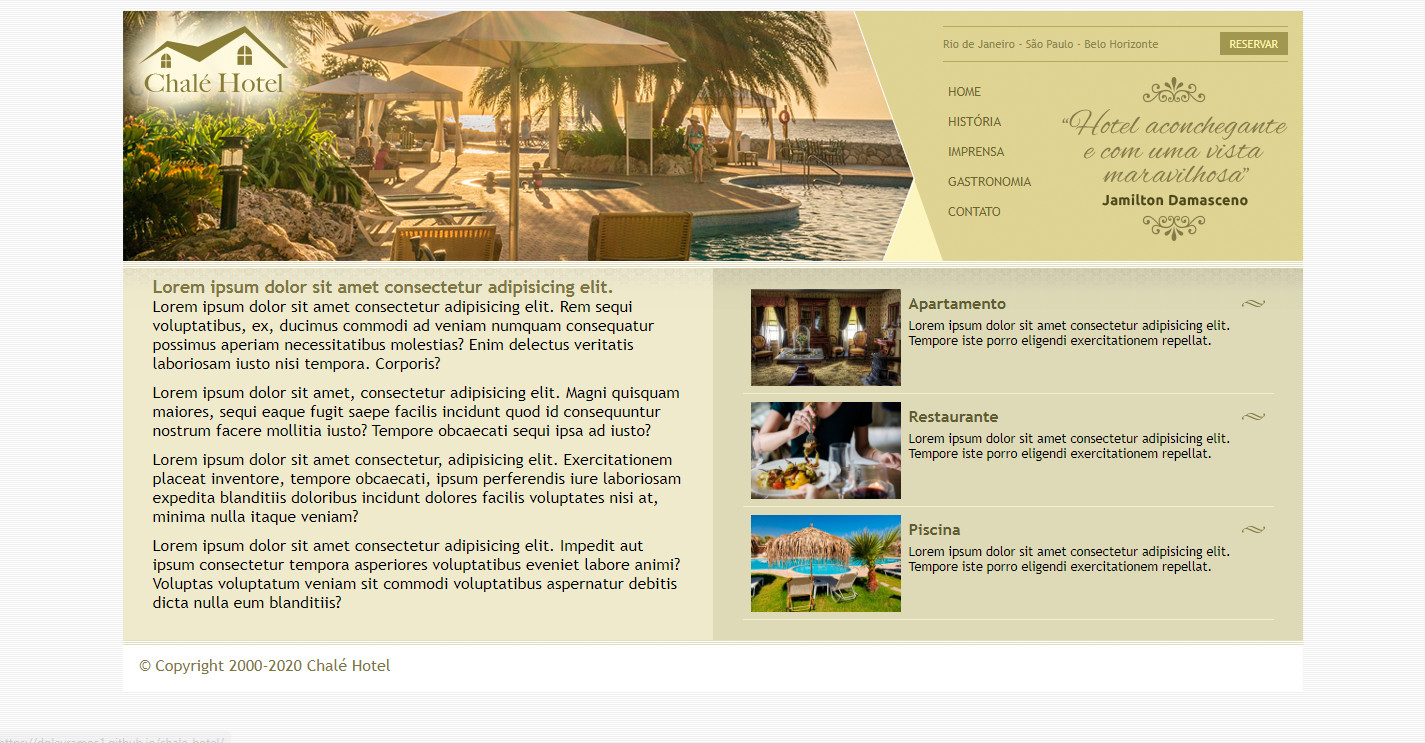 Chalé Hotel
Rio de Janeiro - São Paulo - Belo Horizonte
RESERVAR
HOME
HISTÓRIA
IMPRENSA
GASTRONOMIA
CONTATO
“Hotel aconchegante
e com uma vista
maravilhosa”
Jamilton Damasceno
Lorem ipsum dolor sit amet consectetur adipisicing elit.
Lorem ipsum dolor sit amet consectetur adipisicing elit. Rem sequi
voluptatibus, ex, ducimus commodi ad veniam numquam consequatur
possimus aperiam necessitatibus molestias? Enim delectus veritatis
laboriosam iusto nisi tempora. Corporis?
Lorem ipsum dolor sit amet, consectetur adipisicing elit. Magni quisquam
maiores, sequi eaque fugit saepe facilis incidunt quod id consequuntur
nostrum facere mollitia iusto? Tempore obcaecati sequi ipsa ad iusto?
Lorem ipsum dolor sit amet consectetur, adipisicing elit. Exercitationem
placeat inventore, tempore obcaecati, ipsum perferendis iure laboriosam
expedita blanditiis doloribus incidunt dolores facilis voluptates nisi at,
minima nulla itaque veniam?
Lorem ipsum dolor sit amet consectetur adipisicing elit. Impedit aut
ipsum consectetur tempora asperiores voluptatibus eveniet labore animi?
Voluptas voluptatum veniam sit commodi voluptatibus aspernatur debitis
dicta nulla eum blanditiis?
Apartamento
Lorem ipsum dolor sit amet consectetur adipisicing elit.
Tempore iste porro eligendi exercitationem repellat.
Restaurante
Lorem ipsum dolor sit amet consectetur adipisicing elit.
Tempore iste porro eligendi exercitationem repellat.
Piscina
Lorem ipsum dolor sit amet consectetur adipisicing elit.
Tempore iste porro eligendi exercitationem repellat.
© Copyright 2000-2020 Chalé Hotel